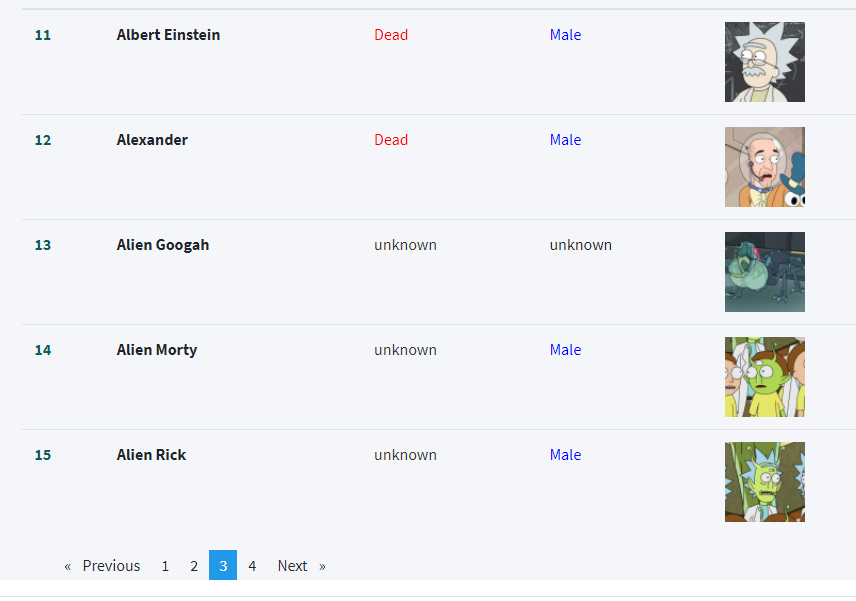 11 Albert Einstein Dead Male
12 Alexander Dead Male
13 Alien Googah unknown unknown
14 Alien Morty unknown Male
15 Alien Rick unknown Male
« Previous 1 2 3 4 Next »